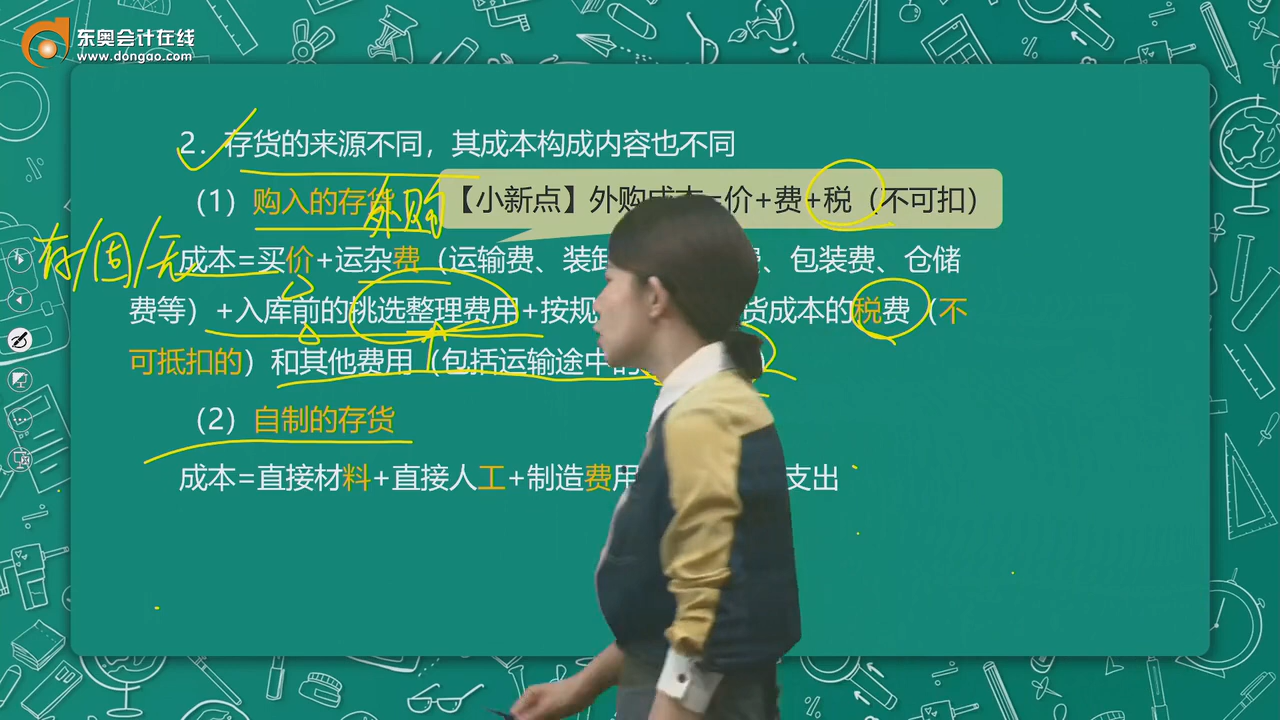 东奥会计在线
www.dongao.com
2．存货的来源不同，其成本构成内容也不同
（1）购入的存货
外购
【小新点】外购成本=价+费+税（不可扣）
存/固/无
成本=买价+运杂费（运输费、装卸 费、包装费、仓储
费等）+入库前的挑选整理费用+按规 货成本的税费（不
可抵扣的）和其他费用（包括运输途中的
（2）自制的存货
成本=直接材料+直接人工+制造费用 支出